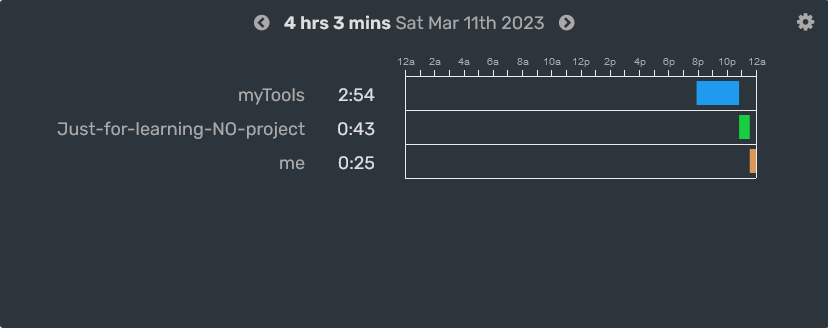 4 hrs 3 mins Sat Mar 11th 2023
12a 2a 4a 6a 8a 10a 12a 2p 4p 6p 8p 10p 12a
myTools 2:54
Just-for-learning-NO-project 0:43
me 0:25